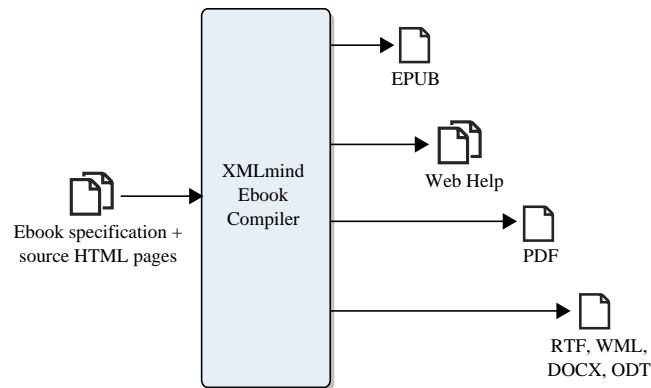 EPUB
XMLmind
Ebook
Compiler
Web Help
Ebook specification +
source HTML pages
PDF
RTF, WML,
DOCX, ODT